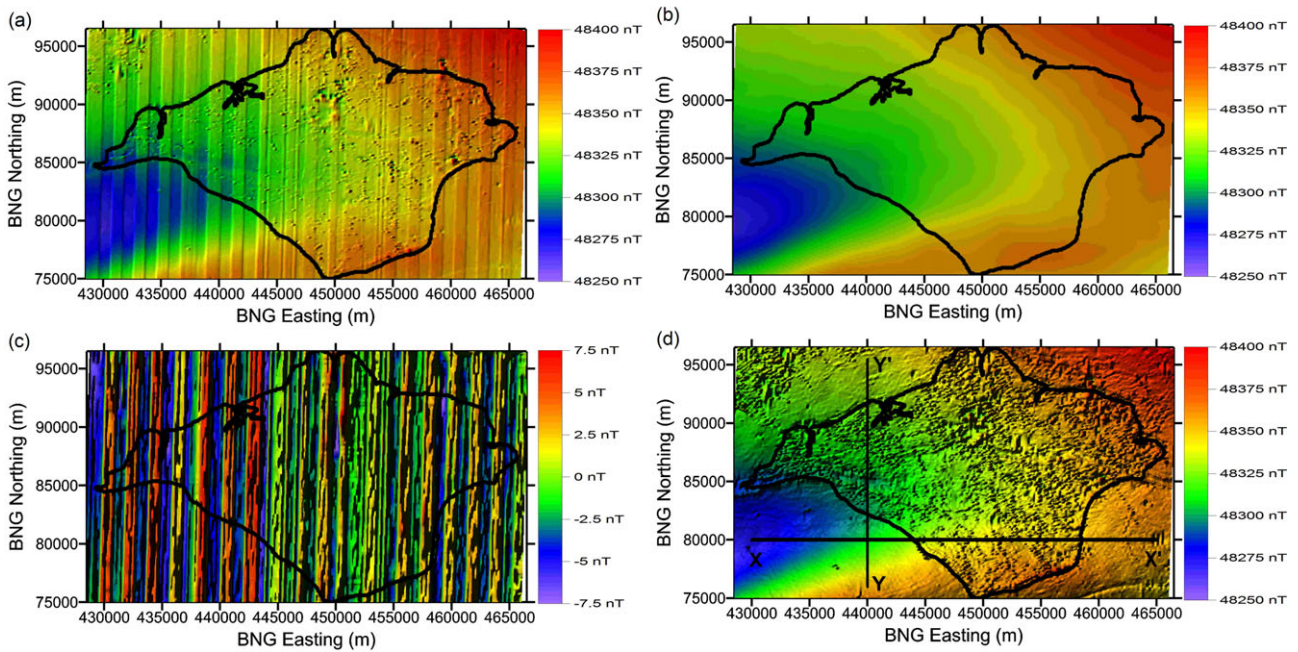 (a)
95000
90000
85000
80000
75000
BNG Northing (m)
430000 435000 440000 445000 450000 455000 460000 465000
BNG Easting (m)
48400 nT
48375 nT
48350 nT
48325 nT
48300 nT
48275 nT
48250 nT
(b)
95000
90000
85000
80000
75000
BNG Northing (m)
430000 435000 440000 445000 450000 455000 460000 465000
BNG Easting (m)
48400 nT
48375 nT
48350 nT
48325 nT
48300 nT
48275 nT
48250 nT
(c)
95000
90000
85000
80000
75000
BNG Northing (m)
430000 435000 440000 445000 450000 455000 460000 465000
BNG Easting (m)
7.5 nT
5 nT
2.5 nT
0 nT
-2.5 nT
-5 nT
-7.5 nT
(d)
95000
90000
85000
80000
75000
BNG Northing (m)
Y'
X
X'
Y
430000 435000 440000 445000 450000 455000 460000 465000
BNG Easting (m)
48400 nT
48375 nT
48350 nT
48325 nT
48300 nT
48275 nT
48250 nT